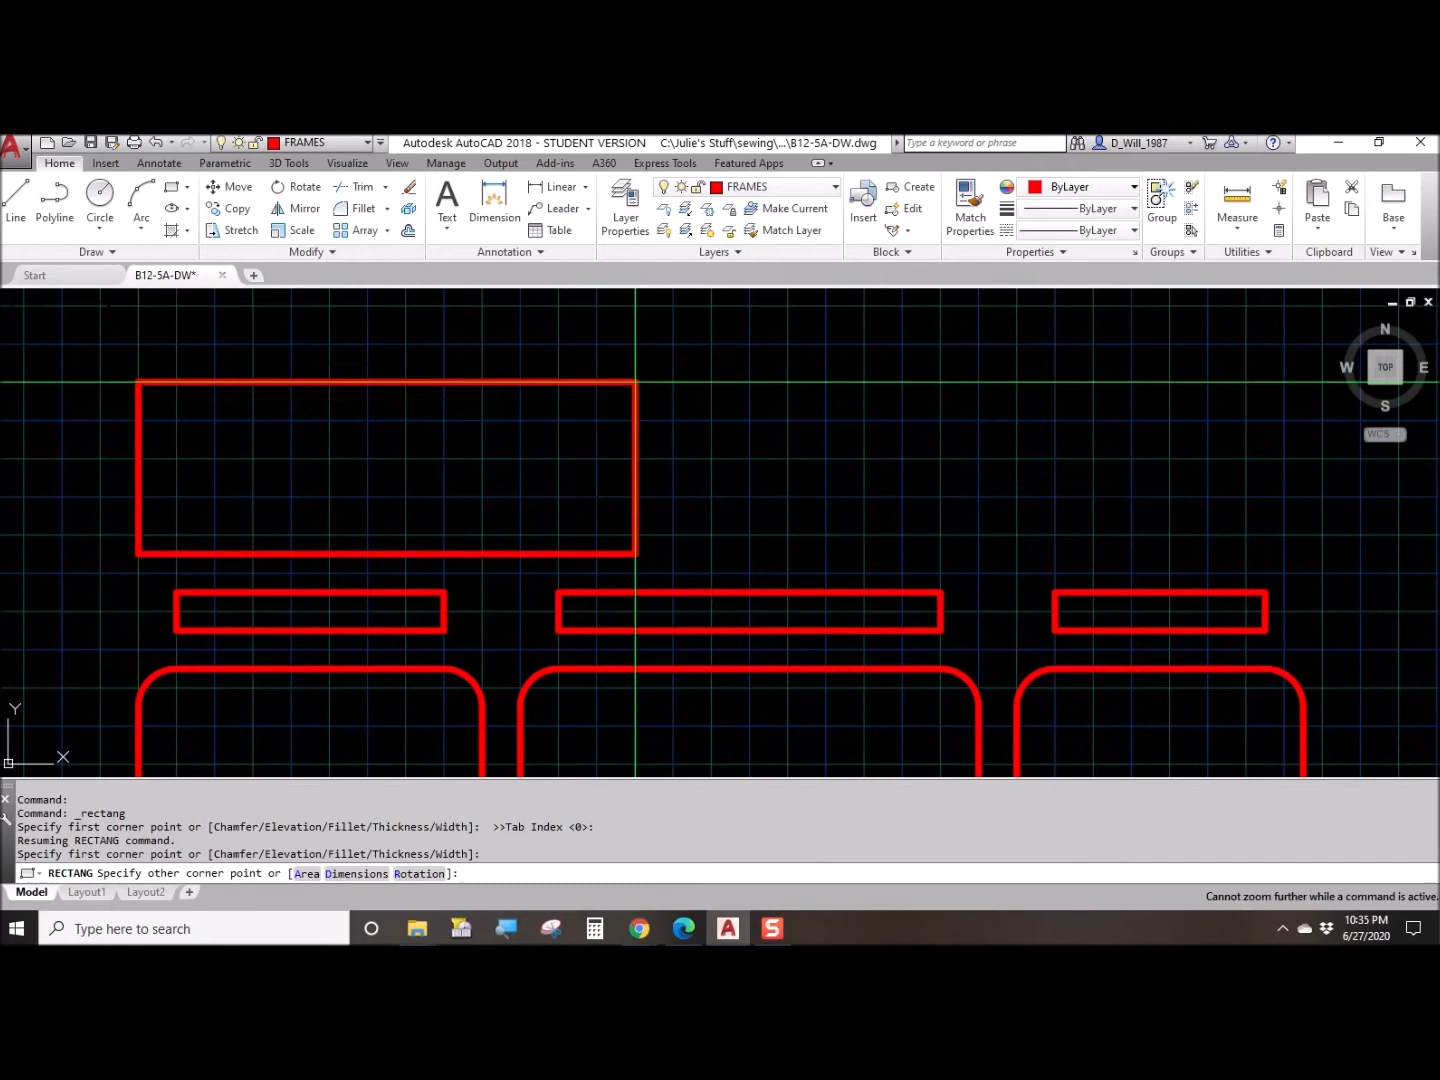 FRAMES Autodesk AutoCAD 2018 - STUDENT VERSION C:\Julie's Stuff\sewing\...\B12-5A-DW.dwg Type a keyword or phrase D_Will_1987
Home Insert Annotate Parametric 3D Tools Visualize View Manage Output Add-ins A360 Express Tools Featured Apps
Line Polyline Circle Arc Move Rotate Trim Text Dimension Linear Layer Properties FRAMES Insert Create Match Properties ByLayer Group Measure Paste Base
Copy Mirror Fillet Leader Make Current Edit ByLayer
Stretch Scale Array Table Match Layer ByLayer
Draw Modify Annotation Layers Block Properties Groups Utilities Clipboard View
Start B12-5A-DW*
N
W TOP E
S
WCS
Y
X
Command:
Command: _rectang
Specify first corner point or [Chamfer/Elevation/Fillet/Thickness/Width]: >>Tab Index <0>:
Resuming RECTANG command.
Specify first corner point or [Chamfer/Elevation/Fillet/Thickness/Width]:
RECTANG Specify other corner point or [Area Dimensions Rotation]:
Model Layout1 Layout2 +
Cannot zoom further while a command is active.
Type here to search
10:35 PM
6/27/2020